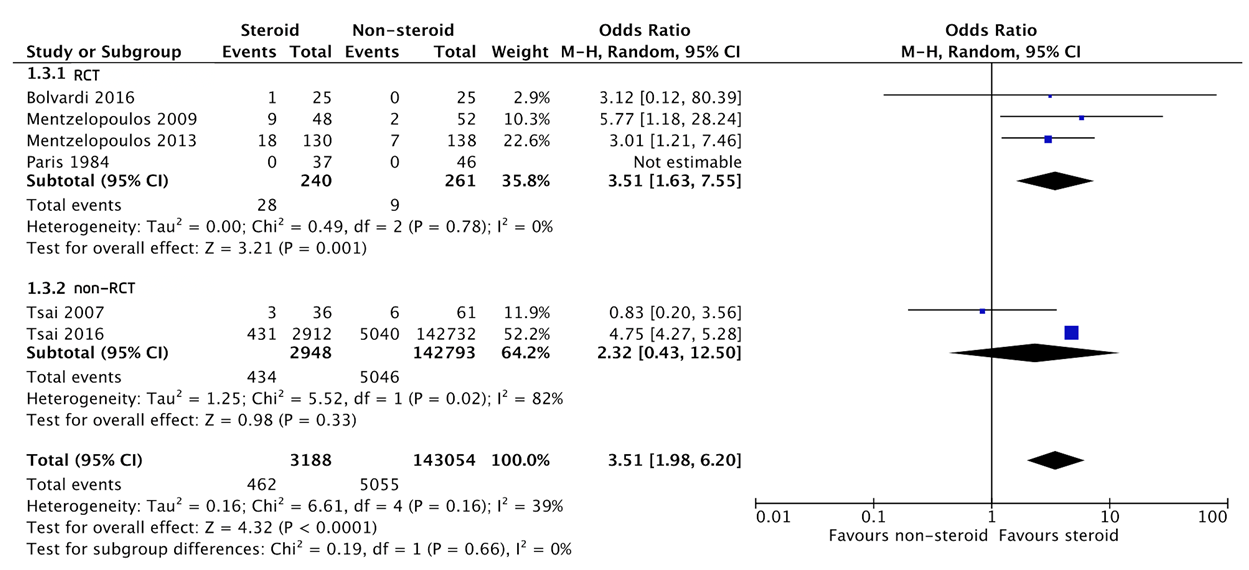 Steroid Non-steroid Odds Ratio Odds Ratio
Study or Subgroup Events Total Events Total Weight M-H, Random, 95% CI M-H, Random, 95% CI
1.3.1 RCT
Bolvardi 2016 1 25 0 25 2.9% 3.12 [0.12, 80.39]
Mentzelopoulos 2009 9 48 2 52 10.3% 5.77 [1.18, 28.24]
Mentzelopoulos 2013 18 130 7 138 22.6% 3.01 [1.21, 7.46]
Paris 1984 0 37 0 46 Not estimable
Subtotal (95% CI) 240 261 35.8% 3.51 [1.63, 7.55]
Total events 28 9
Heterogeneity: Tau² = 0.00; Chi² = 0.49, df = 2 (P = 0.78); I² = 0%
Test for overall effect: Z = 3.21 (P = 0.001)
1.3.2 non-RCT
Tsai 2007 3 36 6 61 11.9% 0.83 [0.20, 3.56]
Tsai 2016 431 2912 5040 142732 52.2% 4.75 [4.27, 5.28]
Subtotal (95% CI) 2948 142793 64.2% 2.32 [0.43, 12.50]
Total events 434 5046
Heterogeneity: Tau² = 1.25; Chi² = 5.52, df = 1 (P = 0.02); I² = 82%
Test for overall effect: Z = 0.98 (P = 0.33)
Total (95% CI) 3188 143054 100.0% 3.51 [1.98, 6.20]
Total events 462 5055
Heterogeneity: Tau² = 0.16; Chi² = 6.61, df = 4 (P = 0.16); I² = 39%
Test for overall effect: Z = 4.32 (P < 0.0001)
Test for subgroup differences: Chi² = 0.19, df = 1 (P = 0.66), I² = 0%
0.01 0.1 1 10 100
Favours non-steroid Favours steroid